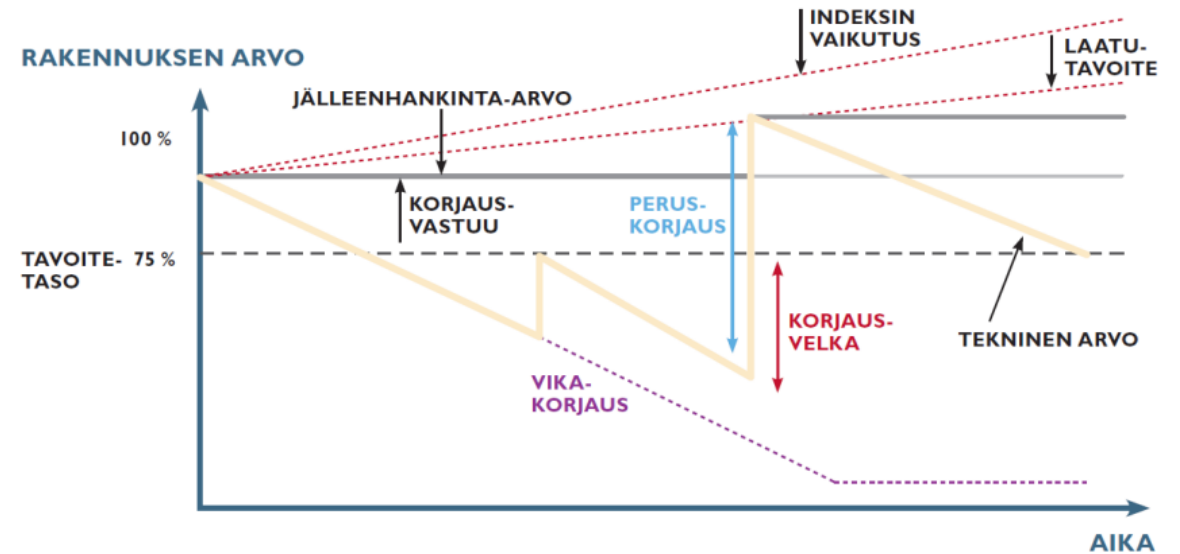 INDEKSIN
VAIKUTUS
LAATU-
TAVOITE
RAKENNUKSEN ARVO
JÄLLEENHANKINTA-ARVO
100 %
KORJAUS-
VASTUU
PERUS-
KORJAUS
TAVOITE- 75 %
TASO
KORJAUS-
VELKA
TEKNINEN ARVO
VIKA-
KORJAUS
AIKA